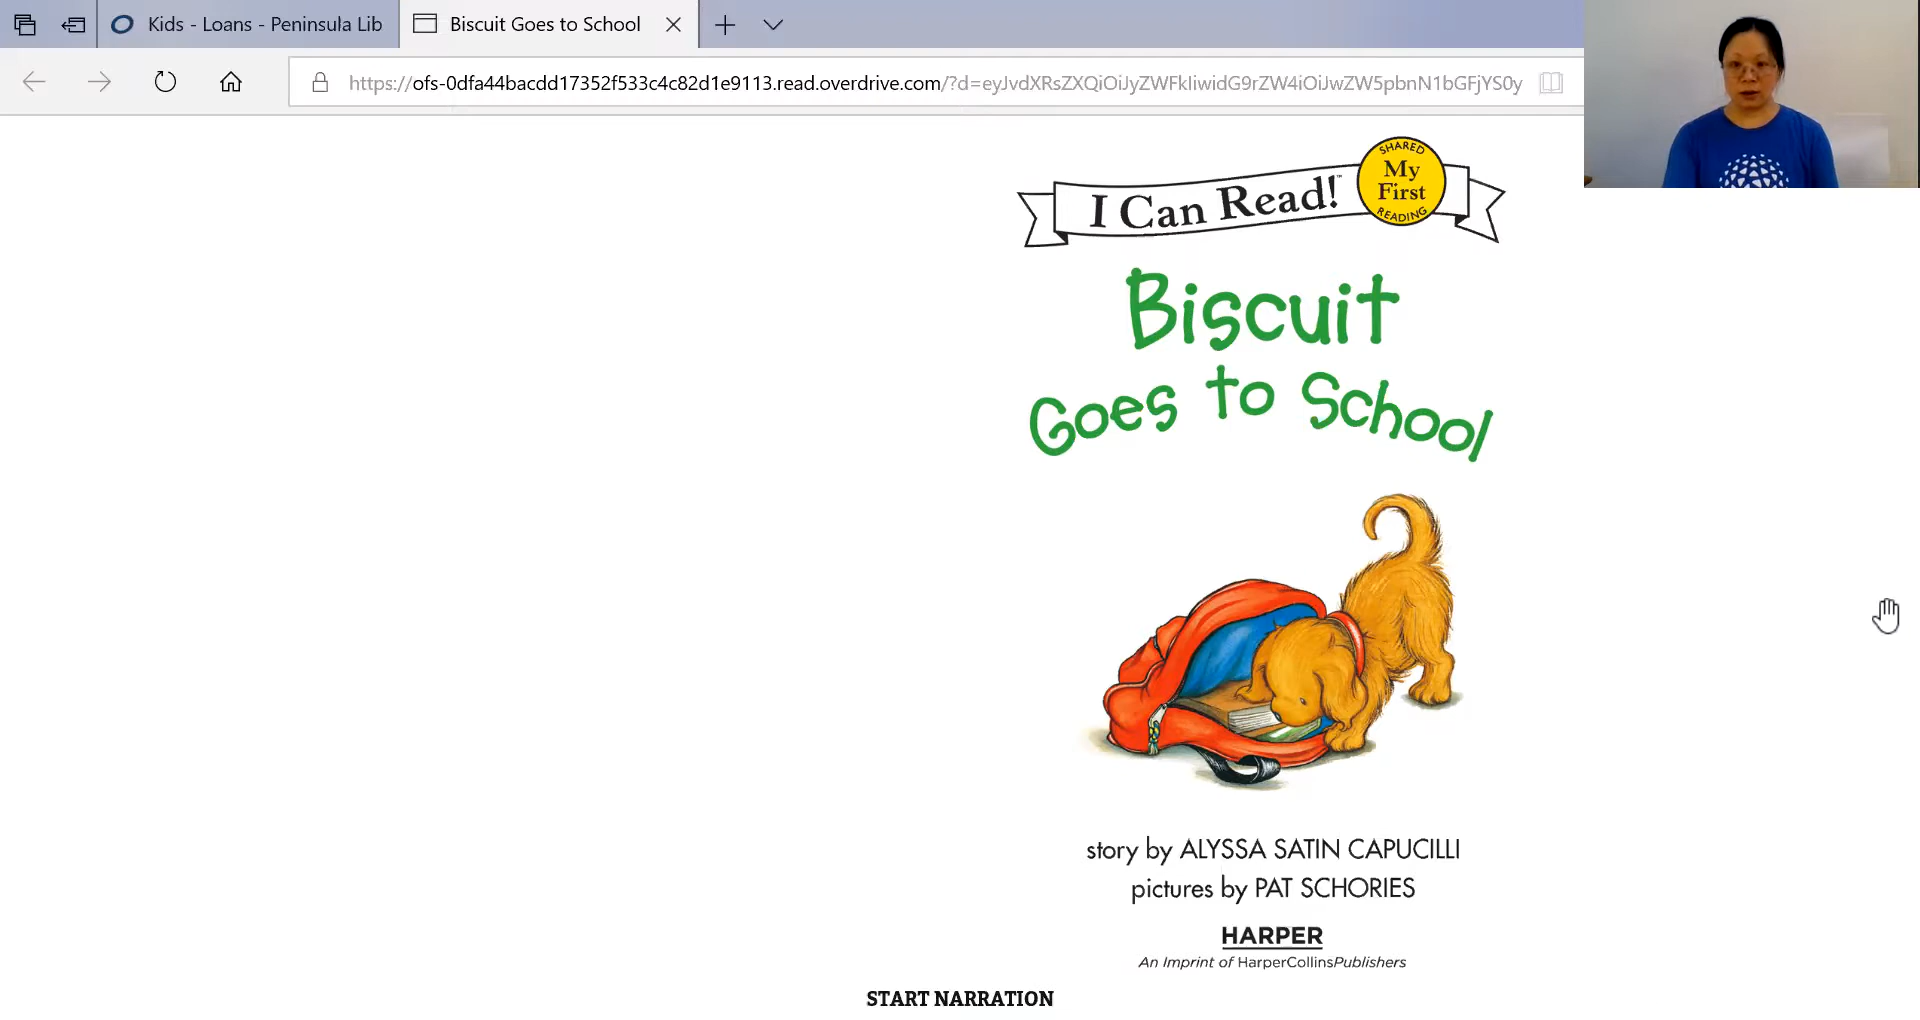 Kids - Loans - Peninsula Lib
Biscuit Goes to School
https://ofs-0dfa44bacdd17352f533c4c82d1e9113.read.overdrive.com/?d=eyJvdXRsZXQiOiJyZWFkIiwidG9rZW4iOiJwZW5pbnN1bGFjYS0y
I Can Read!™
SHARED
My
First
READING
Biscuit
Goes to School
story by ALYSSA SATIN CAPUCILLI
pictures by PAT SCHORIES
HARPER
An Imprint of HarperCollinsPublishers
START NARRATION